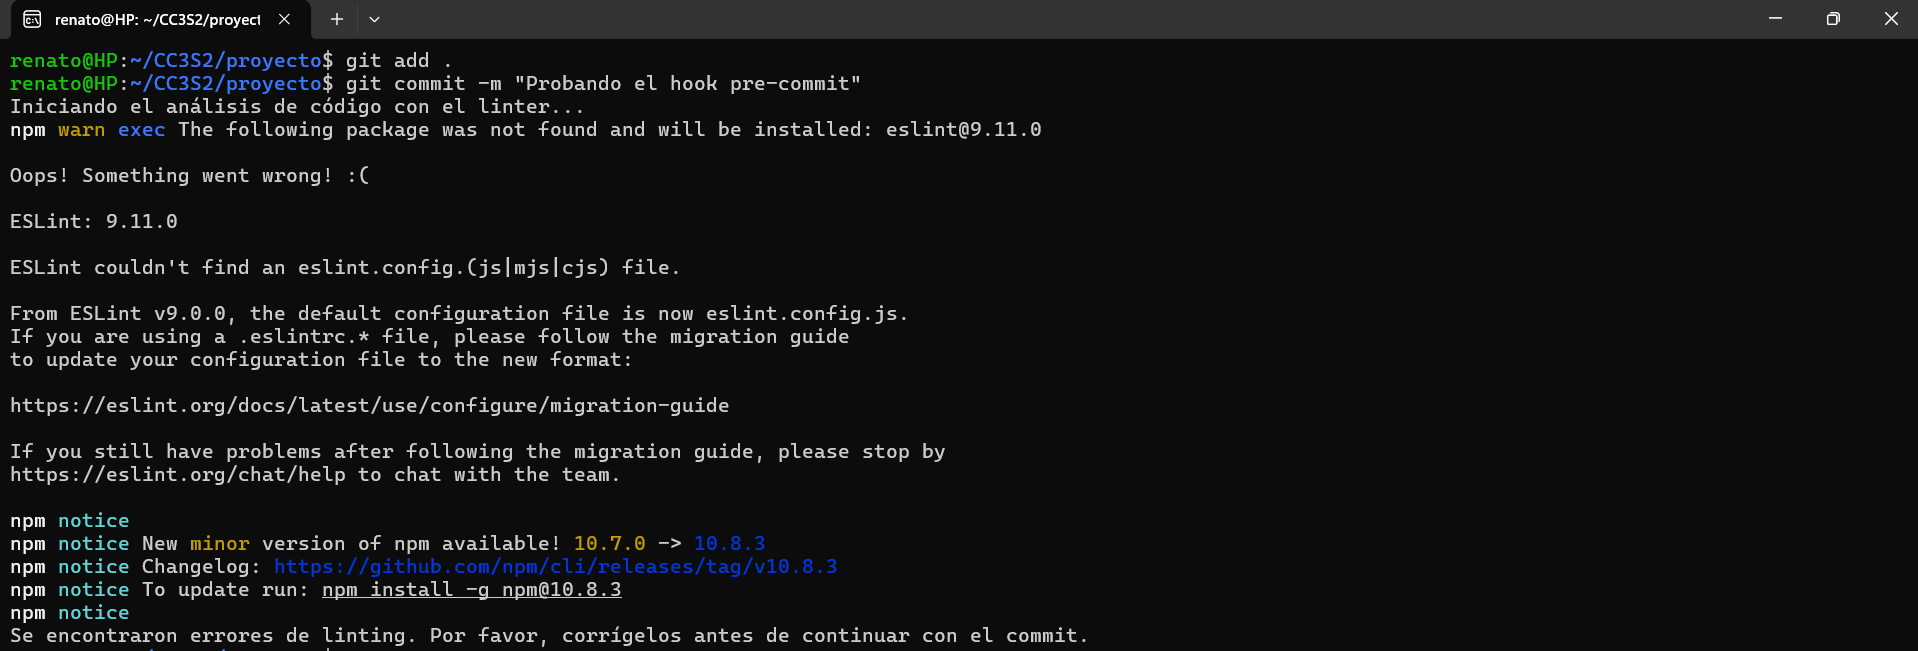 renato@HP: ~/CC3S2/proyect
renato@HP:~/CC3S2/proyecto$ git add .
renato@HP:~/CC3S2/proyecto$ git commit -m "Probando el hook pre-commit"
Iniciando el análisis de código con el linter...
npm warn exec The following package was not found and will be installed: eslint@9.11.0
Oops! Something went wrong! :(
ESLint: 9.11.0
ESLint couldn't find an eslint.config.(js|mjs|cjs) file.
From ESLint v9.0.0, the default configuration file is now eslint.config.js.
If you are using a .eslintrc.* file, please follow the migration guide
to update your configuration file to the new format:
https://eslint.org/docs/latest/use/configure/migration-guide
If you still have problems after following the migration guide, please stop by
https://eslint.org/chat/help to chat with the team.
npm notice
npm notice New minor version of npm available! 10.7.0 -> 10.8.3
npm notice Changelog: https://github.com/npm/cli/releases/tag/v10.8.3
npm notice To update run: npm install -g npm@10.8.3
npm notice
Se encontraron errores de linting. Por favor, corrígelos antes de continuar con el commit.